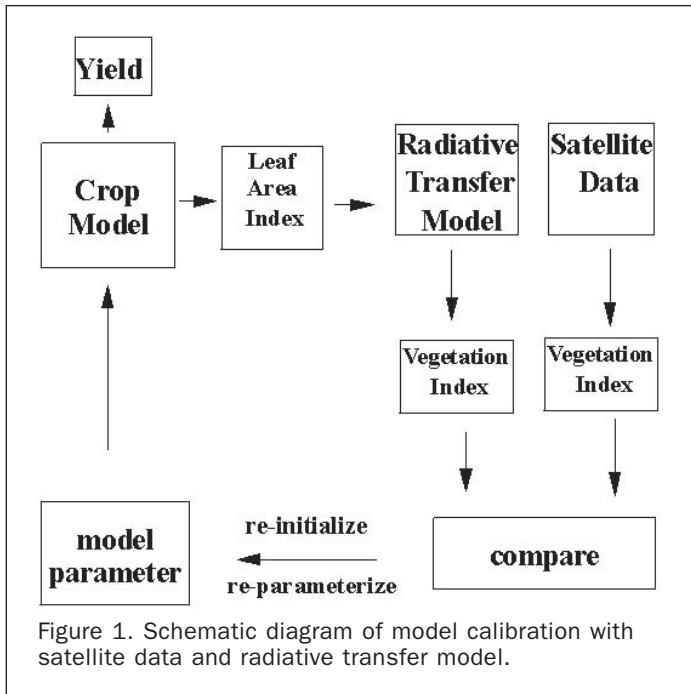 Yield
Crop
Model
Leaf
Area
Index
Radiative
Transfer
Model
Satellite
Data
Vegetation
Index
Vegetation
Index
model
parameter
re-initialize
re-parameterize
compare
Figure 1. Schematic diagram of model calibration with
satellite data and radiative transfer model.